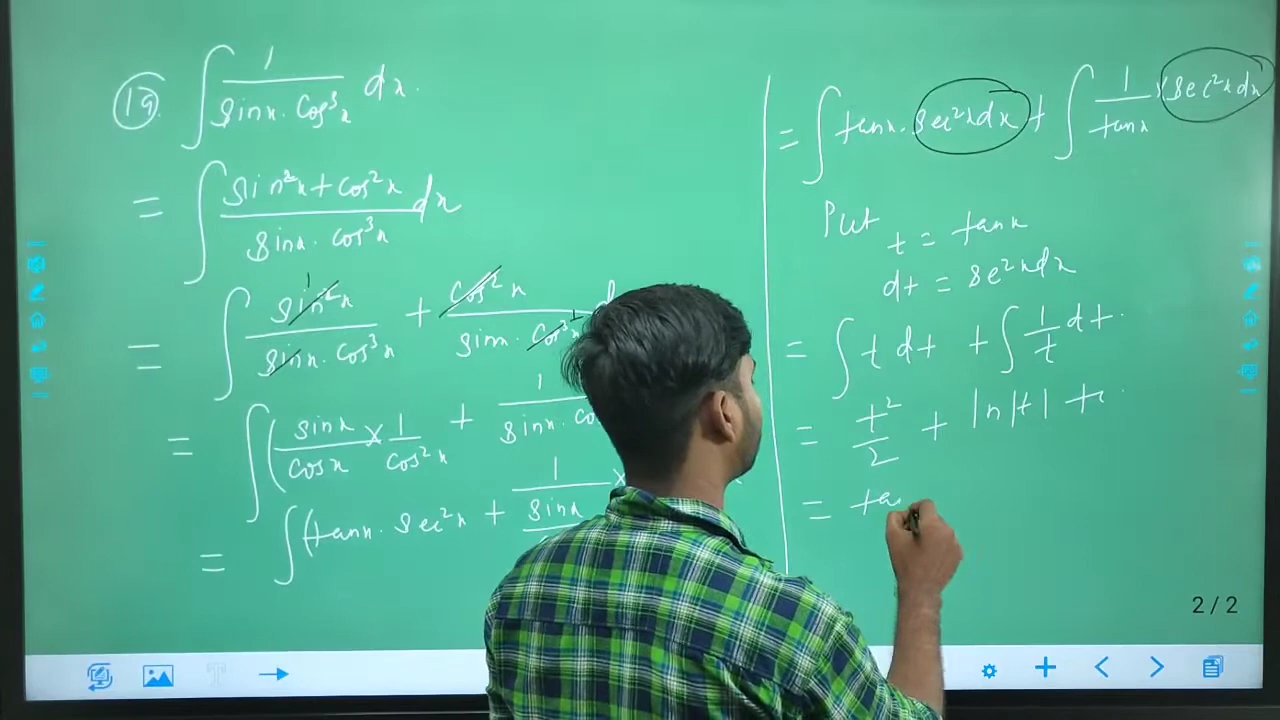 19. ∫ 1/(sinx. cos³x) dx.
= ∫ (sin²x + cos²x)/(sinx. cos³x) dx
= ∫ sin²x/(sinx. cos³x) + cos²x/(sinx. cos³x)
= ∫ (sinx/cosx × 1/cos²x + 1/(sinx.
= ∫ (tanx. sec²x + 1/sinx ×
= ∫ tanx. sec²x dx + ∫ 1/tanx × sec²x dx
Put t = tanx
dt = sec²x dx
= ∫ t dt + ∫ 1/t dt.
= t²/2 + ln|t| + c.
= ta
2/2